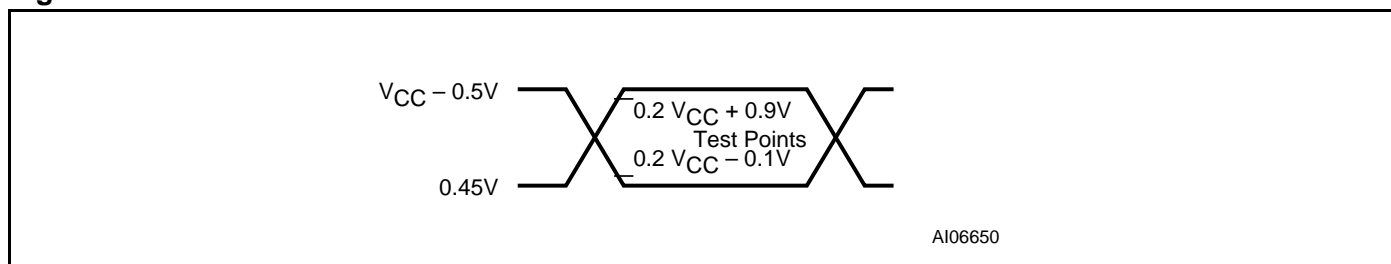 VCC – 0.5V
0.2 VCC + 0.9V
Test Points
0.2 VCC – 0.1V
0.45V
AI06650